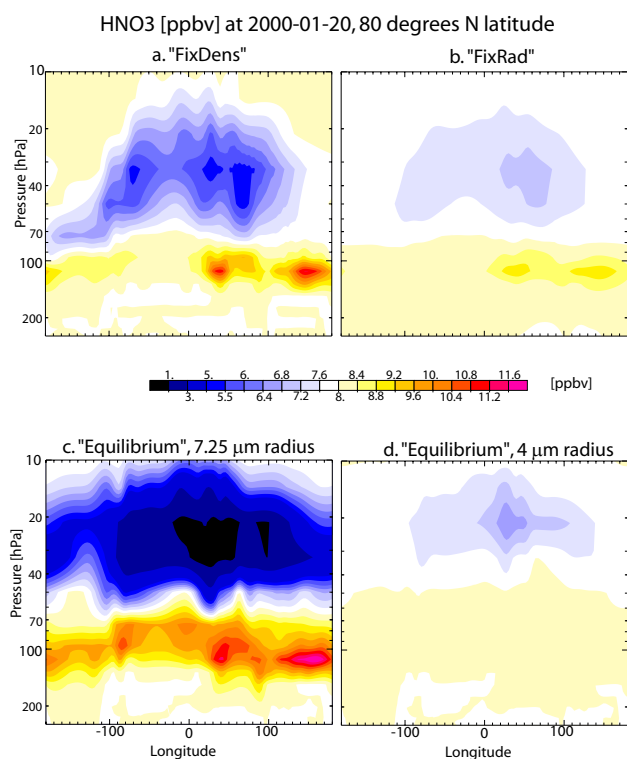 HNO3 [ppbv] at 2000-01-20, 80 degrees N latitude
a. "FixDens"
b. "FixRad"
10
20
40
70
100
200
Pressure [hPa]
1. 5. 6. 6.8 7.6 8.4 9.2 10. 10.8 11.6
3. 5.5 6.4 7.2 8. 8.8 9.6 10.4 11.2
[ppbv]
c. "Equilibrium", 7.25 μm radius
d. "Equilibrium", 4 μm radius
10
20
40
70
100
200
Pressure [hPa]
-100 0 100
-100 0 100
Longitude
Longitude